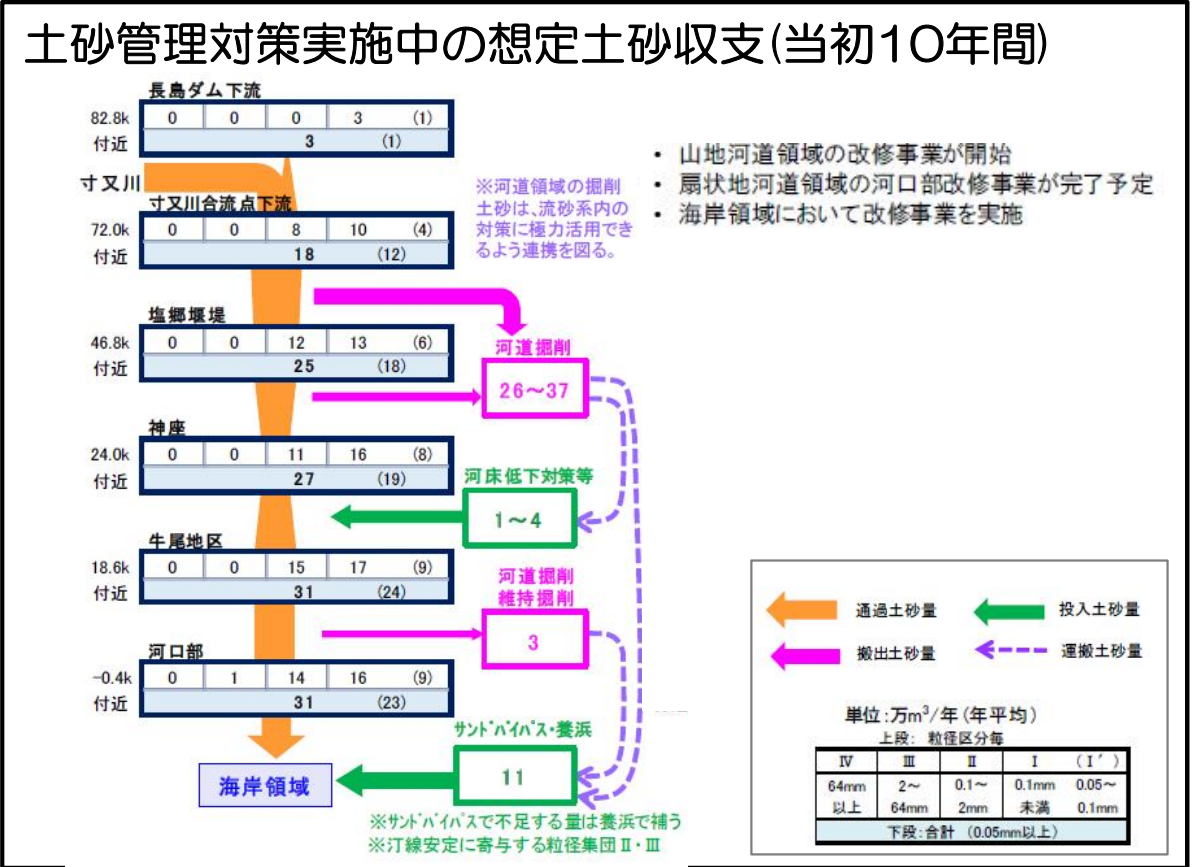 土砂管理対策実施中の想定土砂収支(当初10年間)
長島ダム下流
82.8k
付近
0 0 0 3 (1)
3 (1)
寸又川
寸又川合流点下流
72.0k
付近
0 0 8 10 (4)
18 (12)
塩郷堰堤
46.8k
付近
0 0 12 13 (6)
25 (18)
神座
24.0k
付近
0 0 11 16 (8)
27 (19)
牛尾地区
18.6k
付近
0 0 15 17 (9)
31 (24)
河口部
-0.4k
付近
0 1 14 16 (9)
31 (23)
海岸領域
※河道領域の掘削
土砂は、流砂系内の
対策に極力活用でき
るよう連携を図る。
河道掘削
26~37
河床低下対策等
1~4
河道掘削
維持掘削
3
サンドバイパス・養浜
11
※サンドバイパスで不足する量は養浜で補う
※汀線安定に寄与する粒径集団Ⅱ・Ⅲ
・ 山地河道領域の改修事業が開始
・ 扇状地河道領域の河口部改修事業が完了予定
・ 海岸領域において改修事業を実施
通過土砂量
投入土砂量
搬出土砂量
運搬土砂量
単位:万m³/年(年平均)
上段: 粒径区分毎
Ⅳ Ⅲ Ⅱ Ⅰ (Ⅰ′)
64mm 2~ 0.1~ 0.1mm 0.05~
以上 64mm 2mm 未満 0.1mm
下段:合計 (0.05mm以上)